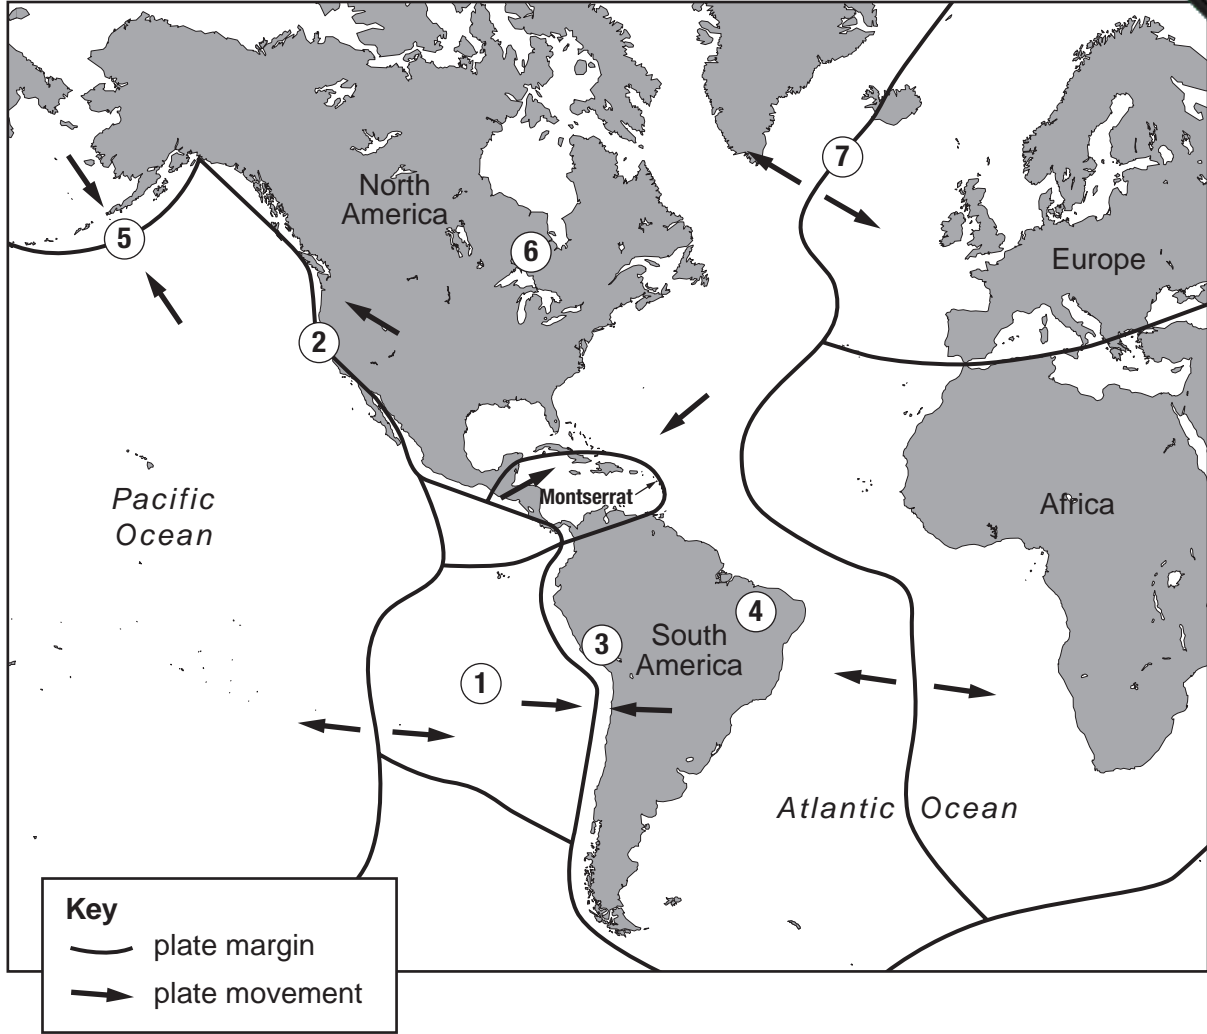 7
North
America
5
6
Europe
2
Pacific
Ocean
Montserrat
Africa
4
3
South
America
1
Atlantic Ocean
Key
plate margin
plate movement